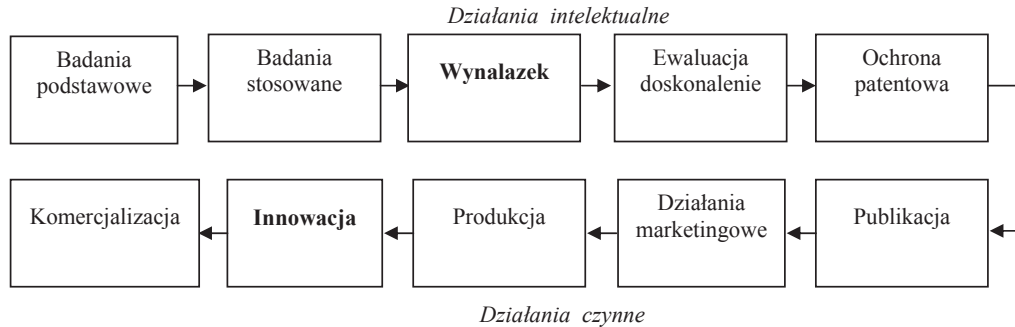 Działania intelektualne
Badania
podstawowe
Badania
stosowane
Wynalazek
Ewaluacja
doskonalenie
Ochrona
patentowa
Komercjalizacja
Innowacja
Produkcja
Działania
marketingowe
Publikacja
Działania czynne